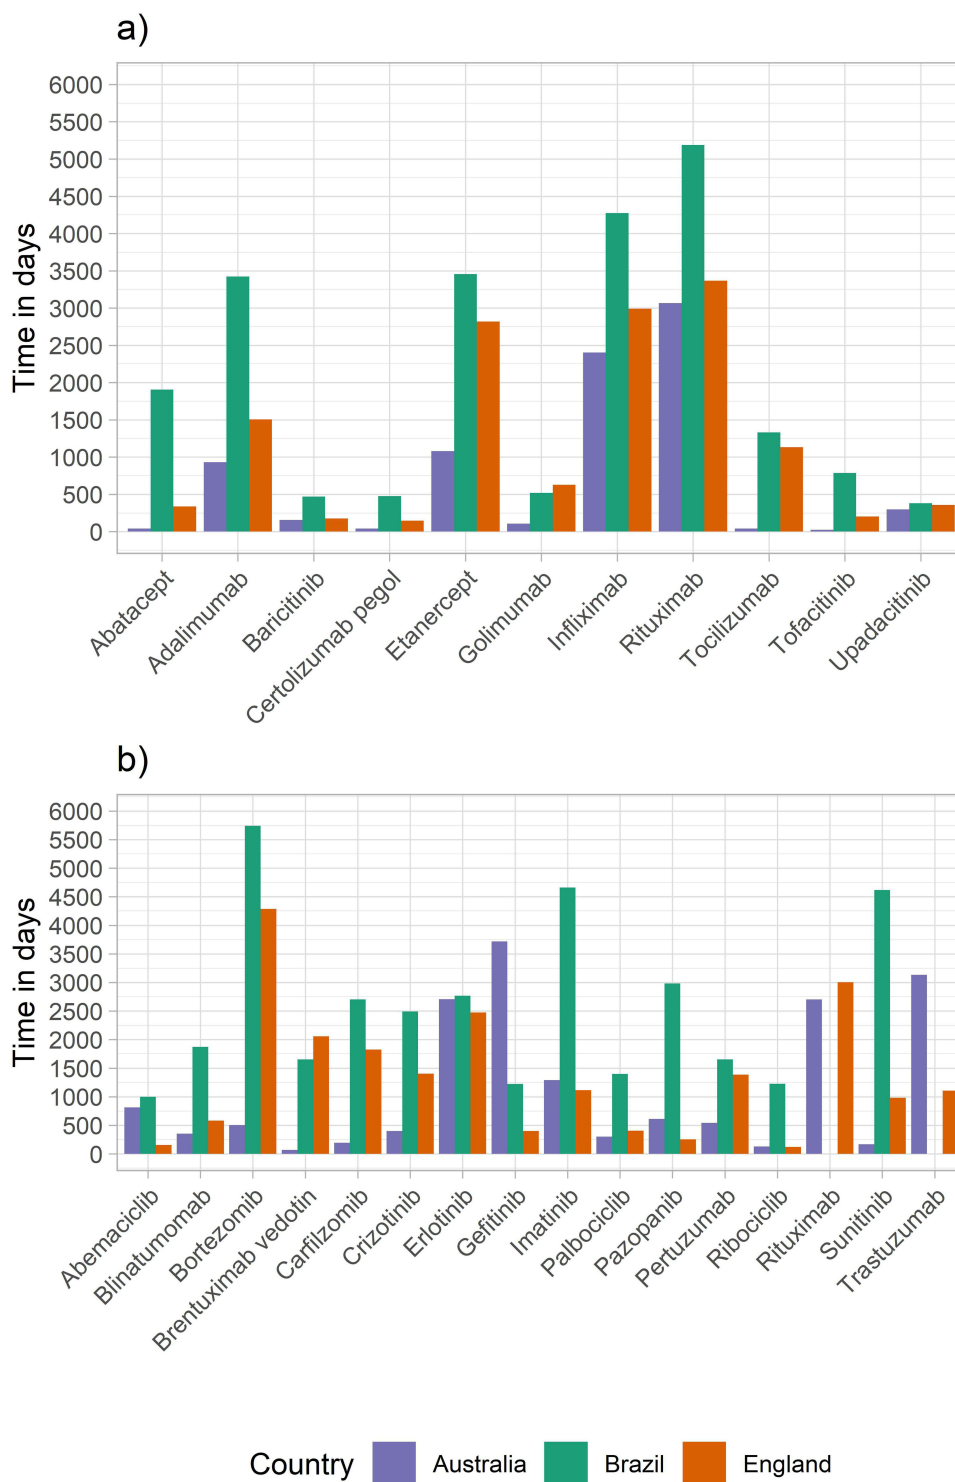 a)
Time in days
6000
5500
5000
4500
4000
3500
3000
2500
2000
1500
1000
500
0
Abatacept
Adalimumab
Baricitinib
Certolizumab pegol
Etanercept
Golimumab
Infliximab
Rituximab
Tocilizumab
Tofacitinib
Upadacitinib
b)
Time in days
6000
5500
5000
4500
4000
3500
3000
2500
2000
1500
1000
500
0
Abemaciclib
Blinatumomab
Bortezomib
Brentuximab vedotin
Carfilzomib
Crizotinib
Erlotinib
Gefitinib
Imatinib
Palbociclib
Pazopanib
Pertuzumab
Ribociclib
Rituximab
Sunitinib
Trastuzumab
Country Australia Brazil England